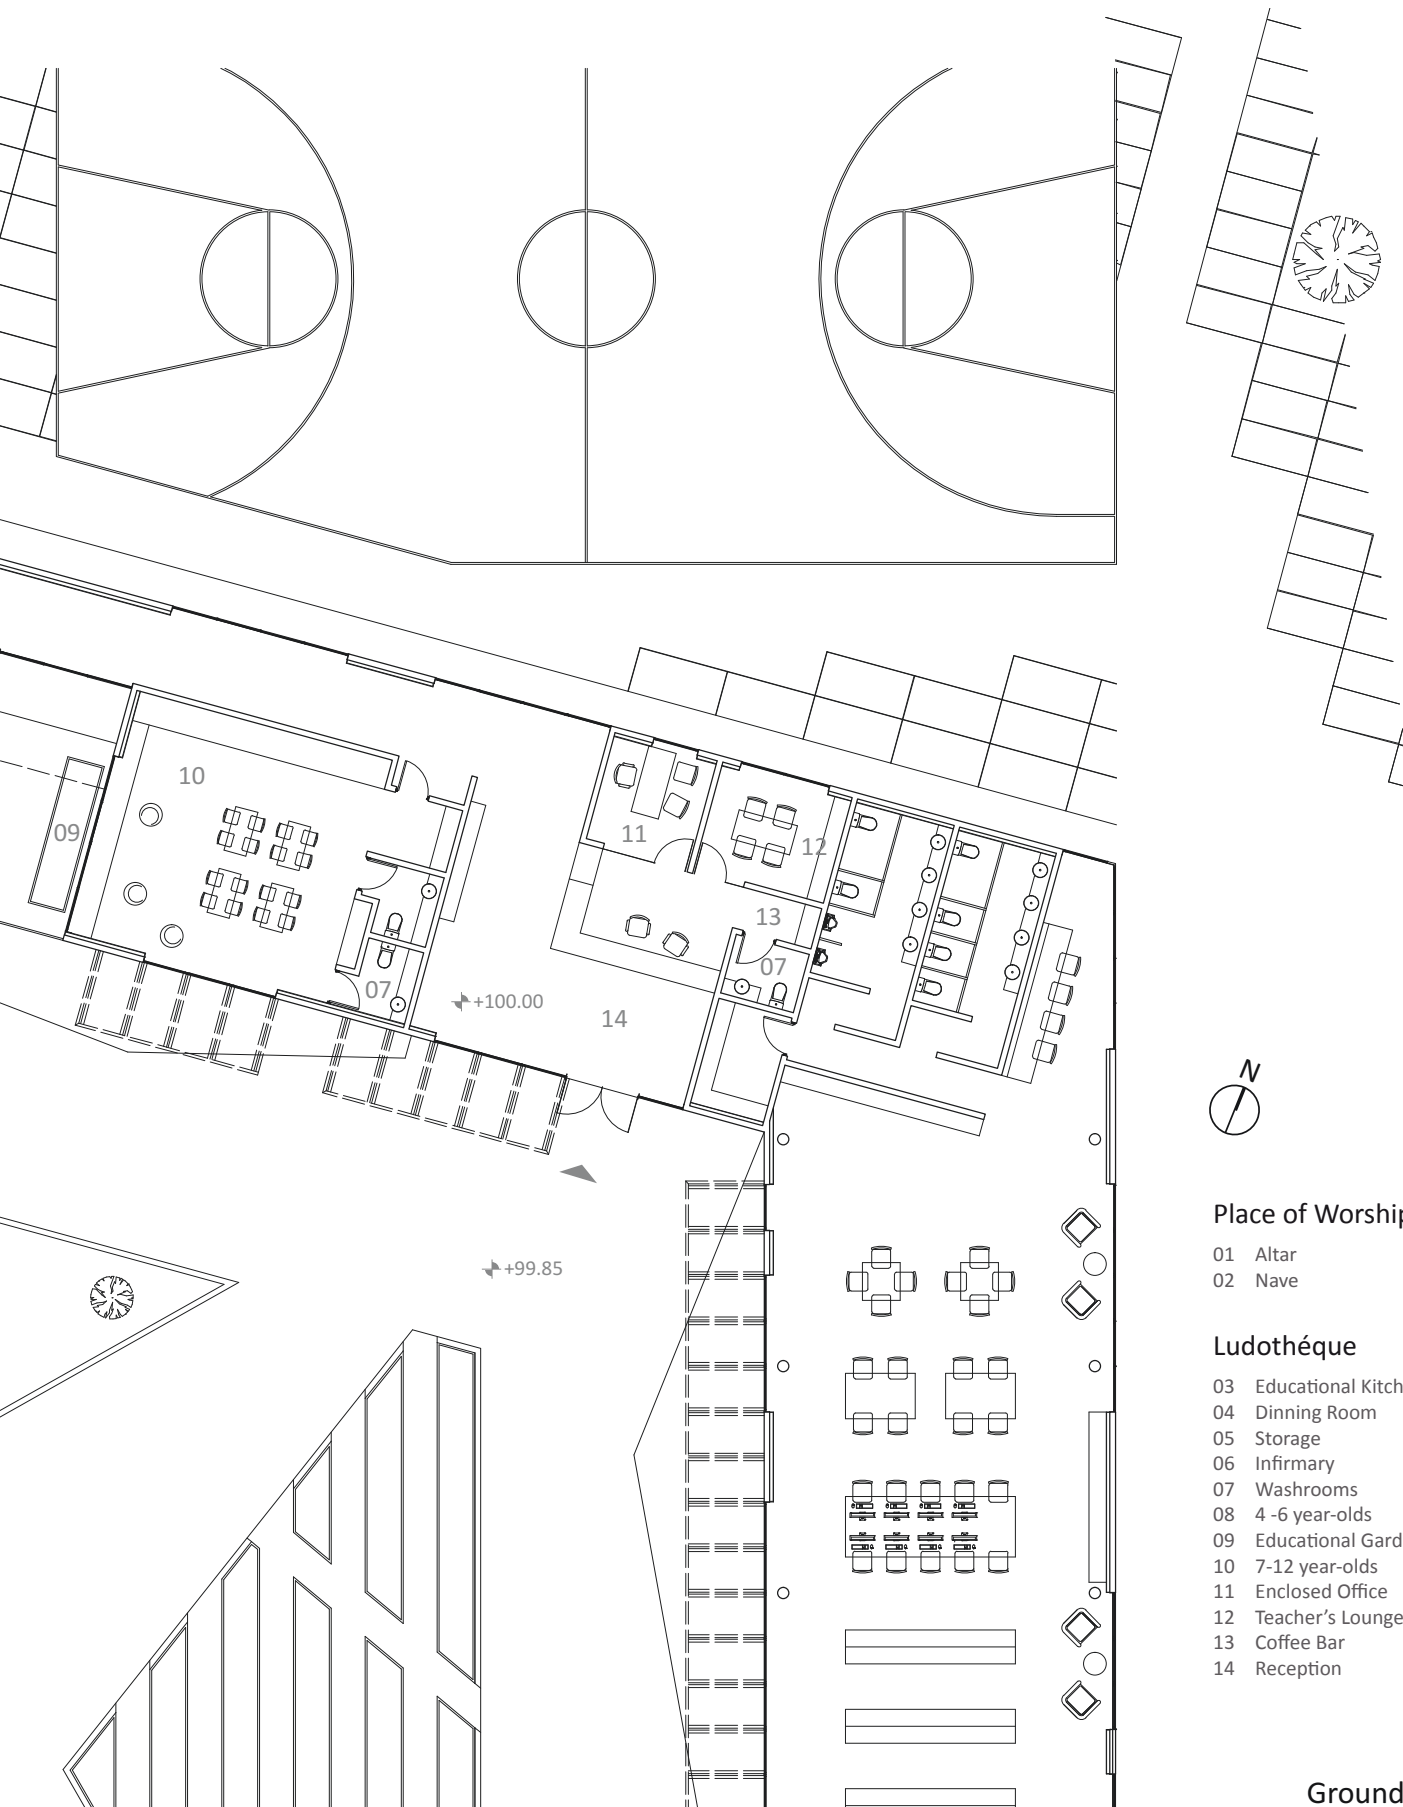 10
09
11
12
13
07
07
+100.00
14
N
+99.85
Place of Worship
01 Altar
02 Nave
Ludothéque
03 Educational Kitch
04 Dinning Room
05 Storage
06 Infirmary
07 Washrooms
08 4 -6 year-olds
09 Educational Gard
10 7-12 year-olds
11 Enclosed Office
12 Teacher’s Lounge
13 Coffee Bar
14 Reception
Ground